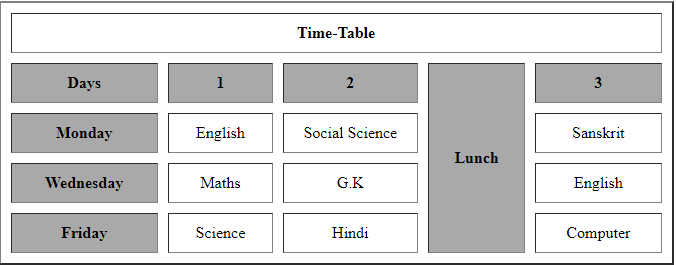 Time-Table
Days 1 2 Lunch 3
Monday English Social Science Sanskrit
Wednesday Maths G.K English
Friday Science Hindi Computer